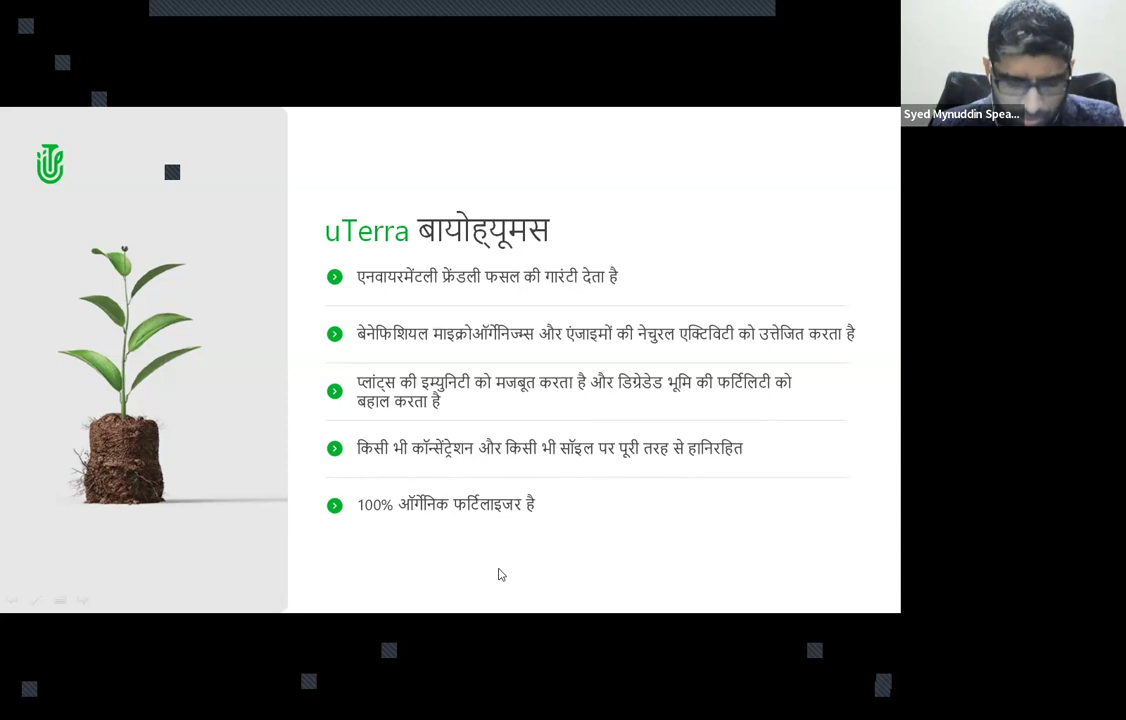 Syed Mynuddin Spea...
uTerra बायोह्यूमस
एनवायरमेंटली फ्रेंडली फसल की गारंटी देता है
बेनेफिशियल माइक्रोऑर्गेनिज्म्स और एंजाइमों की नेचुरल एक्टिविटी को उत्तेजित करता है
प्लांट्स की इम्युनिटी को मजबूत करता है और डिग्रेडेड भूमि की फर्टिलिटी को
बहाल करता है
किसी भी कॉन्सेंट्रेशन और किसी भी सॉइल पर पूरी तरह से हानिरहित
100% ऑर्गेनिक फर्टिलाइजर है